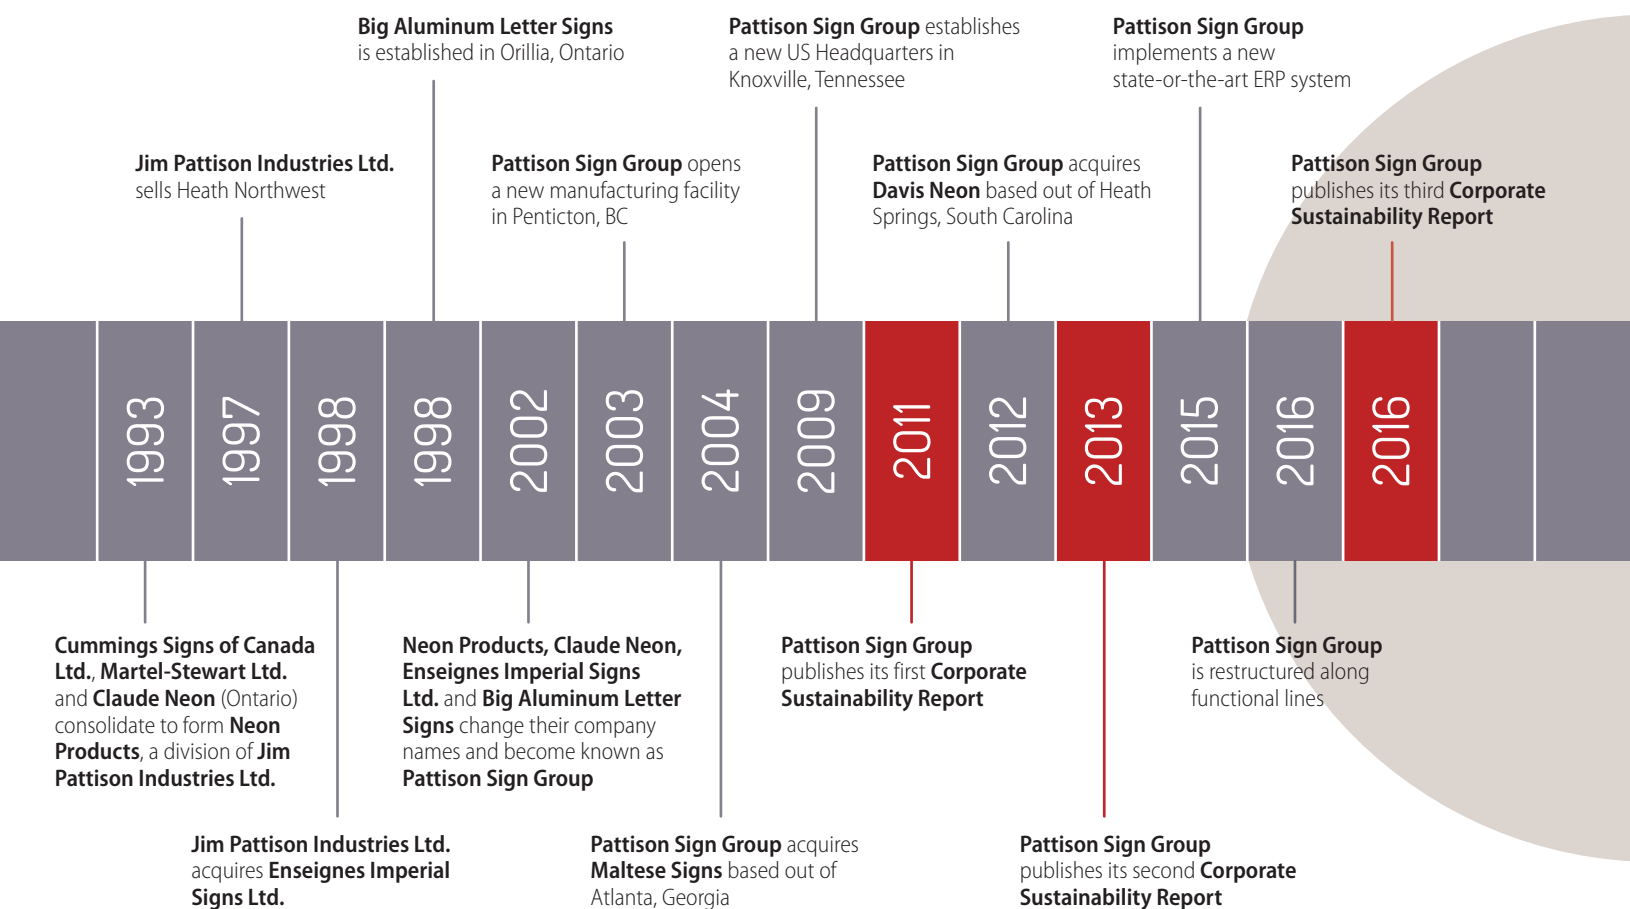 Big Aluminum Letter Signs
is established in Orillia, Ontario
Pattison Sign Group establishes
a new US Headquarters in
Knoxville, Tennessee
Pattison Sign Group
implements a new
state-or-the-art ERP system
Jim Pattison Industries Ltd.
sells Heath Northwest
Pattison Sign Group opens
a new manufacturing facility
in Penticton, BC
Pattison Sign Group acquires
Davis Neon based out of Heath
Springs, South Carolina
Pattison Sign Group
publishes its third Corporate
Sustainability Report
1993
1997
1998
1998
2002
2003
2004
2009
2011
2012
2013
2015
2016
2016
Cummings Signs of Canada
Ltd., Martel-Stewart Ltd.
and Claude Neon (Ontario)
consolidate to form Neon
Products, a division of Jim
Pattison Industries Ltd.
Neon Products, Claude Neon,
Enseignes Imperial Signs
Ltd. and Big Aluminum Letter
Signs change their company
names and become known as
Pattison Sign Group
Pattison Sign Group
publishes its first Corporate
Sustainability Report
Pattison Sign Group
is restructured along
functional lines
Jim Pattison Industries Ltd.
acquires Enseignes Imperial
Signs Ltd.
Pattison Sign Group acquires
Maltese Signs based out of
Atlanta, Georgia
Pattison Sign Group
publishes its second Corporate
Sustainability Report